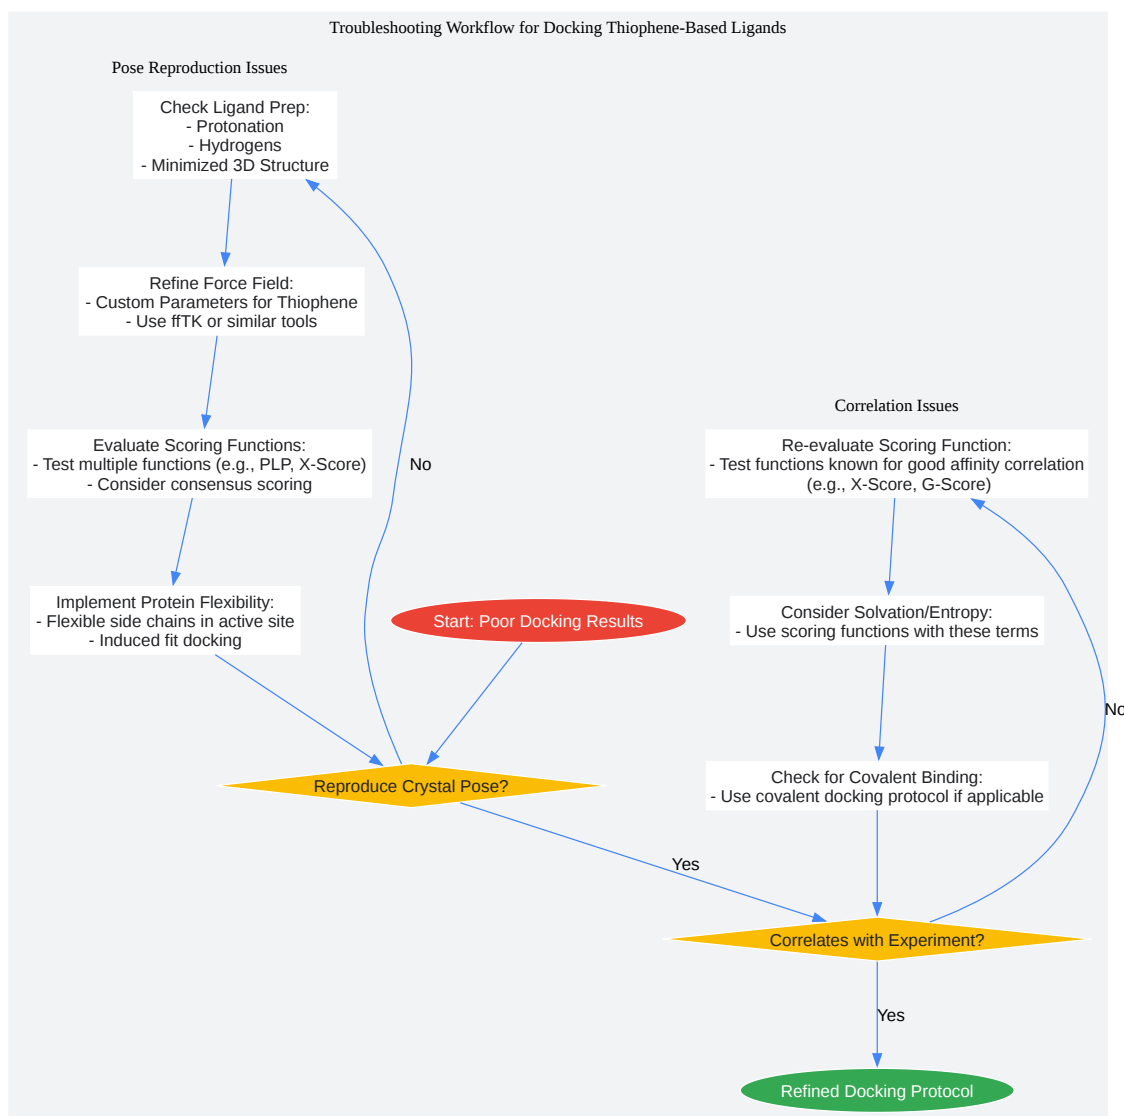 Troubleshooting Workflow for Docking Thiophene-Based Ligands
Pose Reproduction Issues
Check Ligand Prep:
- Protonation
- Hydrogens
- Minimized 3D Structure
Refine Force Field:
- Custom Parameters for Thiophene
- Use ffTK or similar tools
Evaluate Scoring Functions:
- Test multiple functions (e.g., PLP, X-Score)
- Consider consensus scoring
Implement Protein Flexibility:
- Flexible side chains in active site
- Induced fit docking
No
Start: Poor Docking Results
Reproduce Crystal Pose?
Yes
Correlation Issues
Re-evaluate Scoring Function:
- Test functions known for good affinity correlation
(e.g., X-Score, G-Score)
Consider Solvation/Entropy:
- Use scoring functions with these terms
Check for Covalent Binding:
- Use covalent docking protocol if applicable
No
Correlates with Experiment?
Yes
Refined Docking Protocol